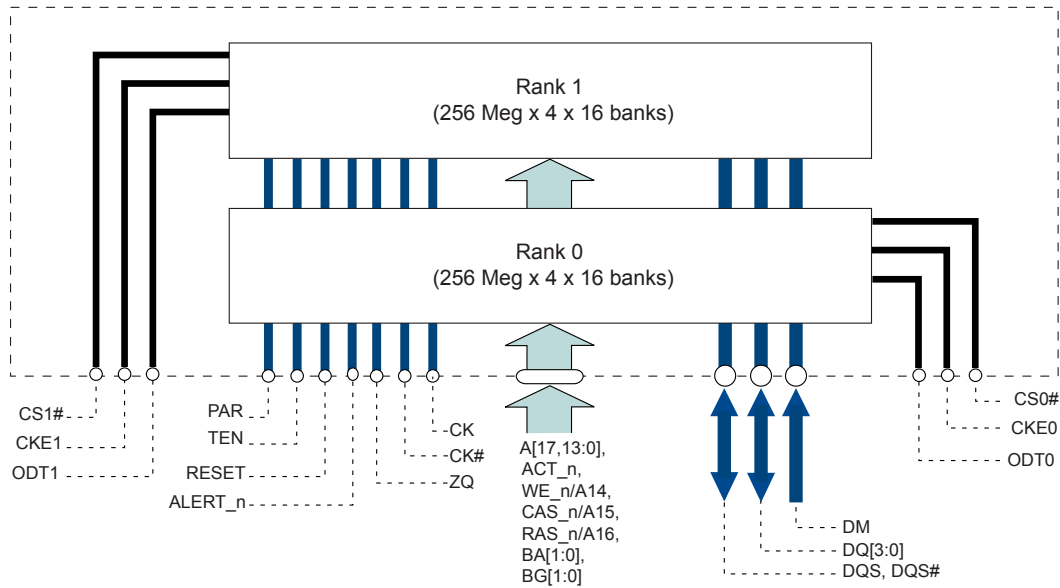 Rank 1
(256 Meg x 4 x 16 banks)
Rank 0
(256 Meg x 4 x 16 banks)
CS1#
CKE1
ODT1
PAR
TEN
RESET
ALERT_n
CK
CK#
ZQ
A[17,13:0],
ACT_n,
WE_n/A14,
CAS_n/A15,
RAS_n/A16,
BA[1:0],
BG[1:0]
DM
DQ[3:0]
DQS, DQS#
CS0#
CKE0
ODT0